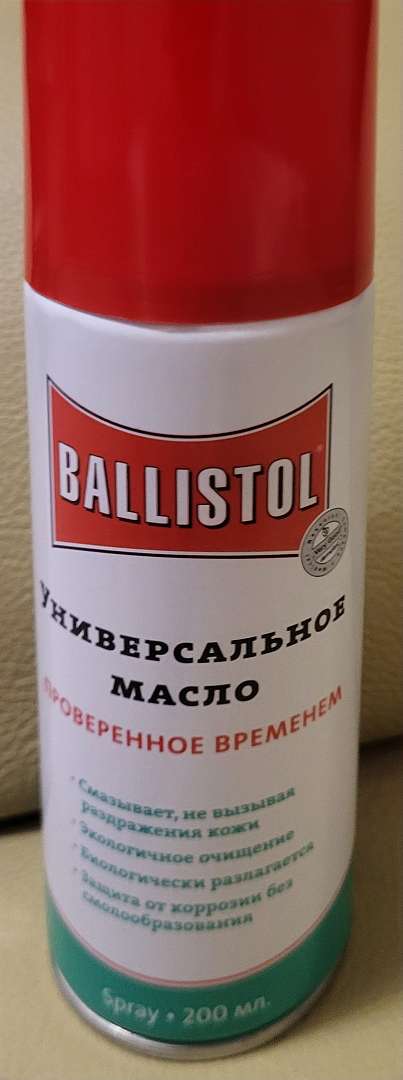 BALLISTOL
УНИВЕРСАЛЬНОЕ
МАСЛО
ПРОВЕРЕННОЕ ВРЕМЕНЕМ
Смазывает, не вызывая
раздражения кожи
Экологичное очищение
Биологически разлагается
Защита от коррозии без
смолообразования
Spray • 200 мл.